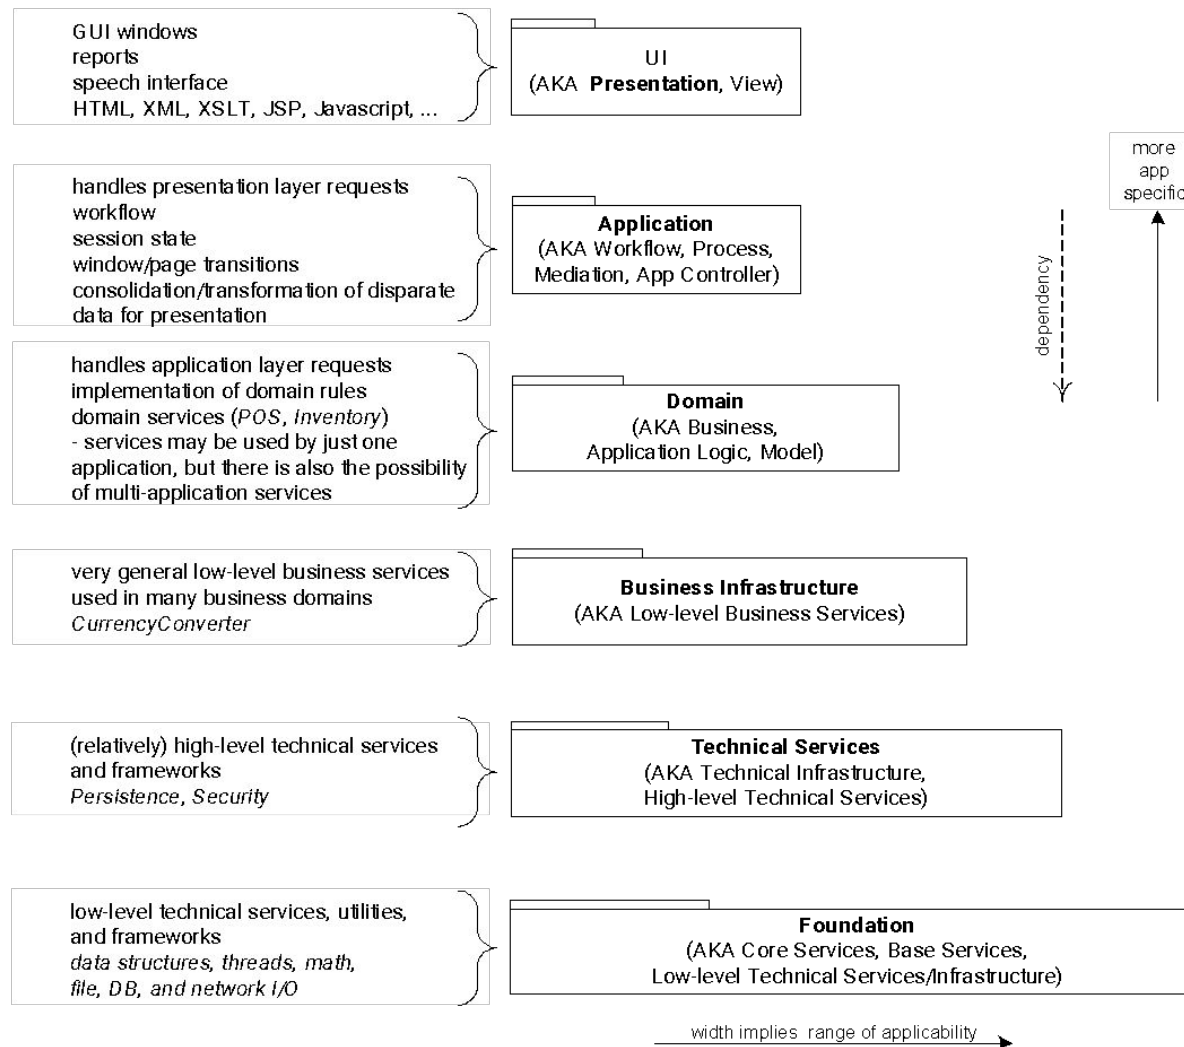 GUI windows
reports
speech interface
HTML, XML, XSLT, JSP, Javascript, ...
UI
(AKA Presentation, View)
handles presentation layer requests
workflow
session state
window/page transitions
consolidation/transformation of disparate
data for presentation
Application
(AKA Workflow, Process,
Mediation, App Controller)
more
app
specific
dependency
handles application layer requests
implementation of domain rules
domain services (POS, Inventory)
- services may be used by just one
application, but there is also the possibility
of multi-application services
Domain
(AKA Business,
Application Logic, Model)
very general low-level business services
used in many business domains
CurrencyConverter
Business Infrastructure
(AKA Low-level Business Services)
(relatively) high-level technical services
and frameworks
Persistence, Security
Technical Services
(AKA Technical Infrastructure,
High-level Technical Services)
low-level technical services, utilities,
and frameworks
data structures, threads, math,
file, DB, and network I/O
Foundation
(AKA Core Services, Base Services,
Low-level Technical Services/Infrastructure)
width implies range of applicability